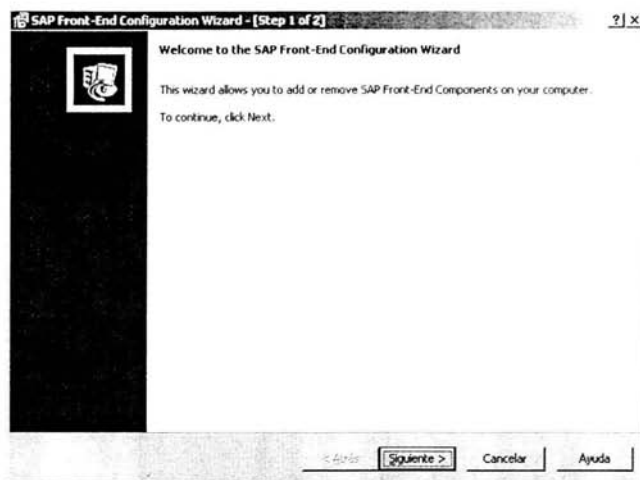 SAP Front-End Configuration Wizard - [Step 1 of 2]
Welcome to the SAP Front-End Configuration Wizard
This wizard allows you to add or remove SAP Front-End Components on your computer.
To continue, click Next.
< Atrás
Siguiente >
Cancelar
Ayuda